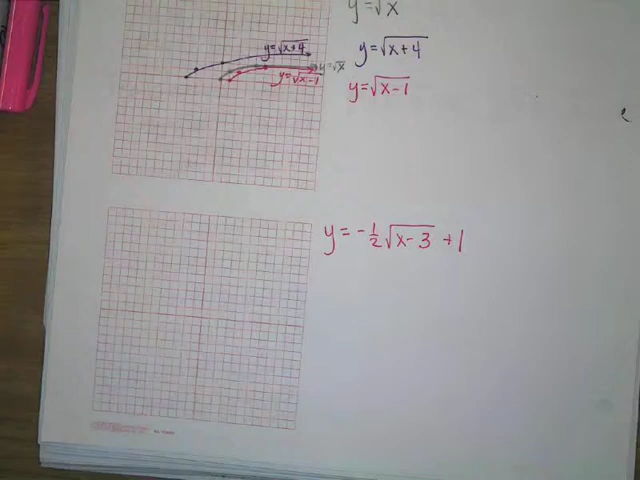 y=√x
y=√x+4
y=√x+4
y=√x
y=√x-1
y=√x-1
y=-1/2√x-3+1